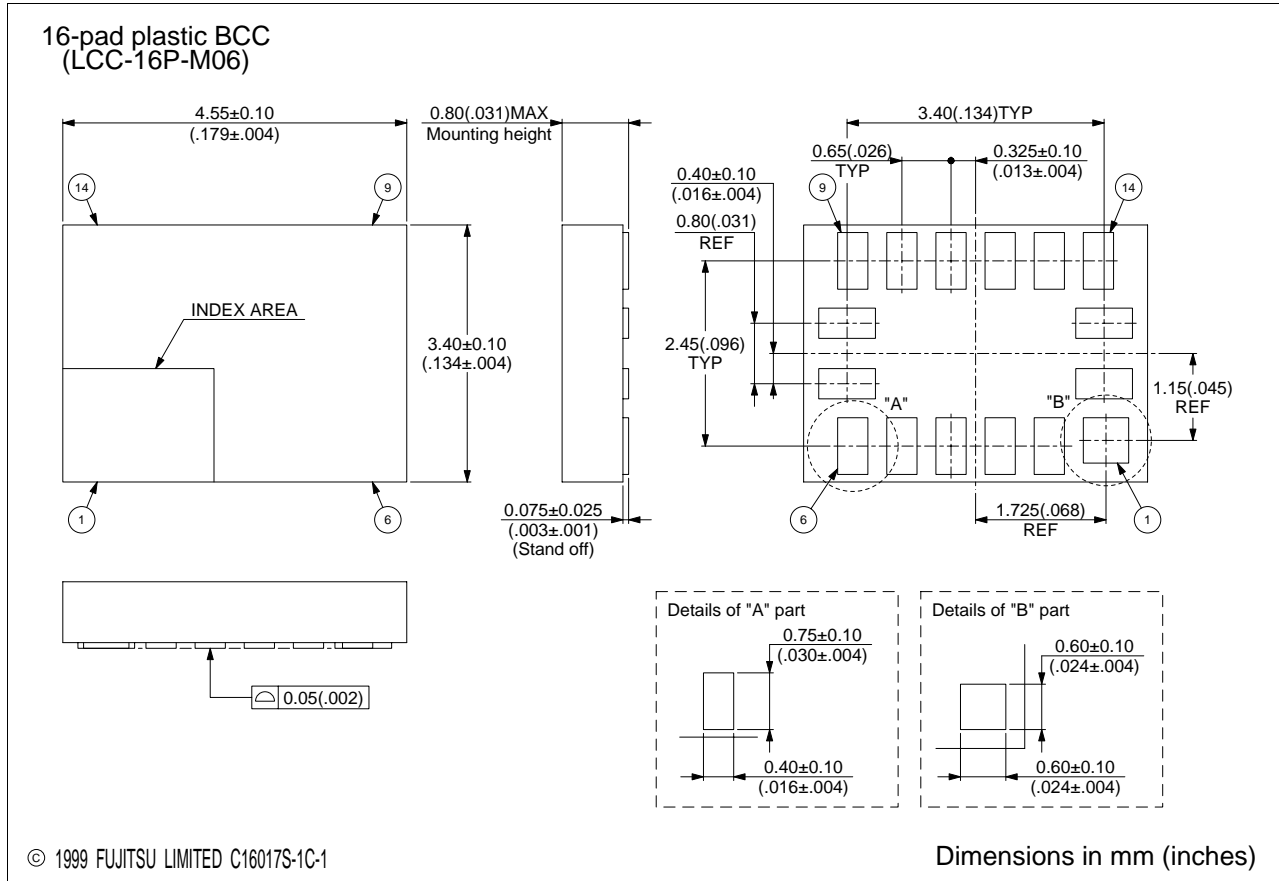 16-pad plastic BCC
(LCC-16P-M06)
4.55±0.10
(.179±.004)
0.80(.031)MAX
Mounting height
3.40(.134)TYP
0.65(.026)
TYP
0.325±0.10
(.013±.004)
0.40±0.10
(.016±.004)
0.80(.031)
REF
14
9
9
14
INDEX AREA
3.40±0.10
(.134±.004)
2.45(.096)
TYP
"A"
"B"
1.15(.045)
REF
1
6
6
1
0.075±0.025
(.003±.001)
(Stand off)
1.725(.068)
REF
0.05(.002)
Details of "A" part
0.75±0.10
(.030±.004)
0.40±0.10
(.016±.004)
Details of "B" part
0.60±0.10
(.024±.004)
0.60±0.10
(.024±.004)
© 1999 FUJITSU LIMITED C16017S-1C-1
Dimensions in mm (inches)